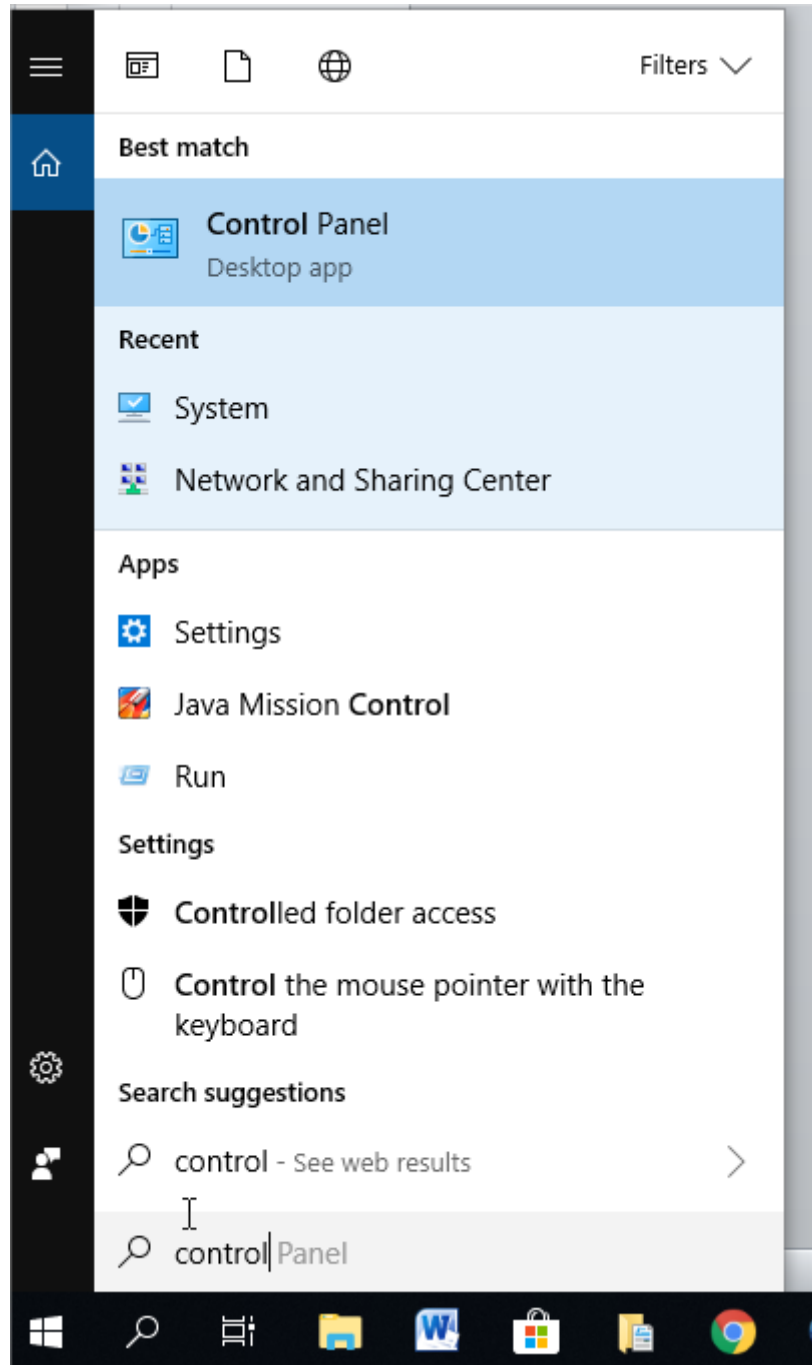 Filters
Best match
Control Panel
Desktop app
Recent
System
Network and Sharing Center
Apps
Settings
Java Mission Control
Run
Settings
Controlled folder access
Control the mouse pointer with the
keyboard
Search suggestions
control - See web results
control Panel
W